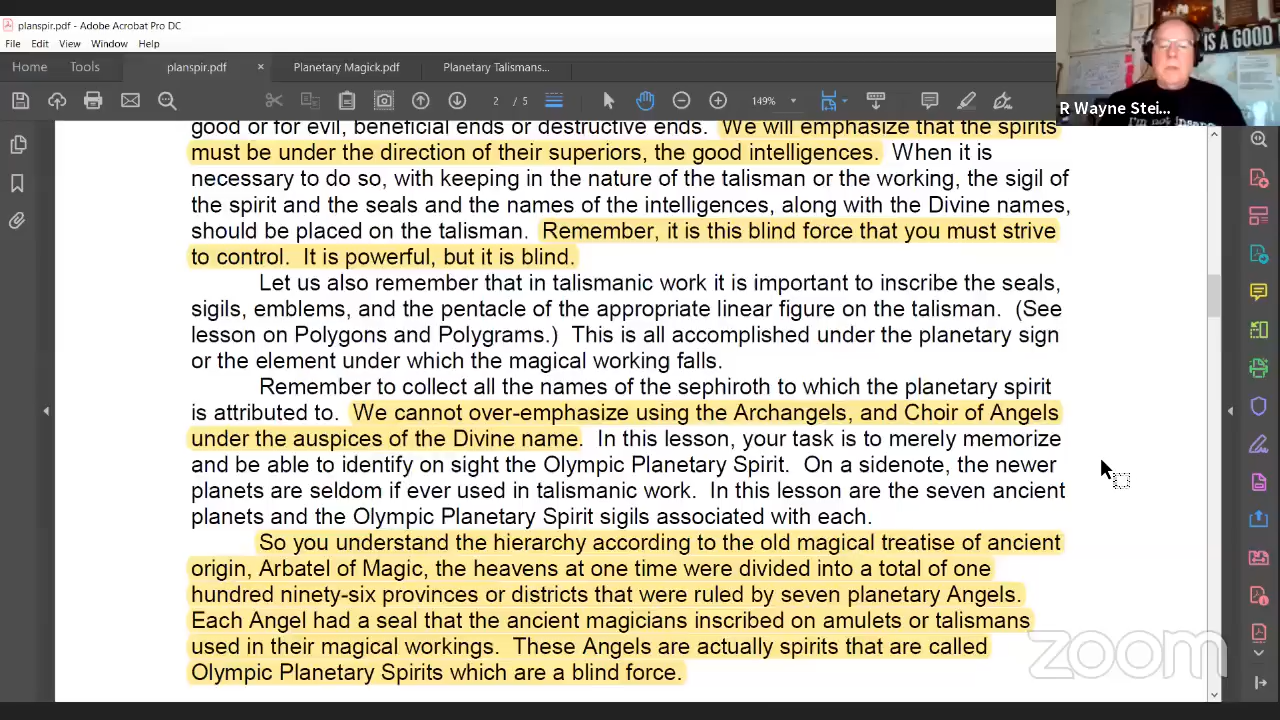 planspir.pdf - Adobe Acrobat Pro DC
File Edit View Window Help
Home Tools planspir.pdf × Planetary Magick.pdf Planetary Talismans...
2 / 5 149%
IS A GOOD
I'm not
R Wayne Stei...
good or for evil, beneficial ends or destructive ends. We will emphasize that the spirits
must be under the direction of their superiors, the good intelligences. When it is
necessary to do so, with keeping in the nature of the talisman or the working, the sigil of
the spirit and the seals and the names of the intelligences, along with the Divine names,
should be placed on the talisman. Remember, it is this blind force that you must strive
to control. It is powerful, but it is blind.
Let us also remember that in talismanic work it is important to inscribe the seals,
sigils, emblems, and the pentacle of the appropriate linear figure on the talisman. (See
lesson on Polygons and Polygrams.) This is all accomplished under the planetary sign
or the element under which the magical working falls.
Remember to collect all the names of the sephiroth to which the planetary spirit
is attributed to. We cannot over-emphasize using the Archangels, and Choir of Angels
under the auspices of the Divine name. In this lesson, your task is to merely memorize
and be able to identify on sight the Olympic Planetary Spirit. On a sidenote, the newer
planets are seldom if ever used in talismanic work. In this lesson are the seven ancient
planets and the Olympic Planetary Spirit sigils associated with each.
So you understand the hierarchy according to the old magical treatise of ancient
origin, Arbatel of Magic, the heavens at one time were divided into a total of one
hundred ninety-six provinces or districts that were ruled by seven planetary Angels.
Each Angel had a seal that the ancient magicians inscribed on amulets or talismans
used in their magical workings. These Angels are actually spirits that are called
Olympic Planetary Spirits which are a blind force.
zoom